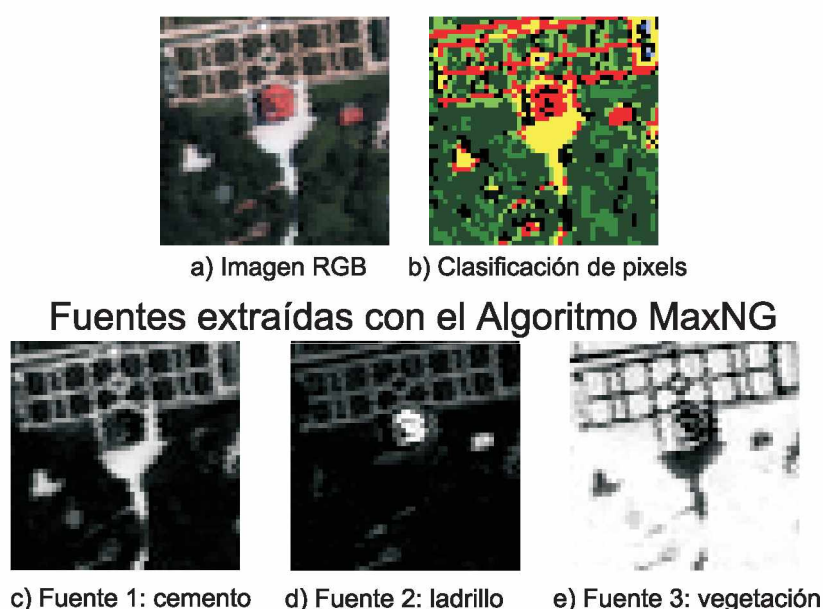 a) Imagen RGB
b) Clasificación de pixels
Fuentes extraídas con el Algoritmo MaxNG
c) Fuente 1: cemento
d) Fuente 2: ladrillo
e) Fuente 3: vegetación